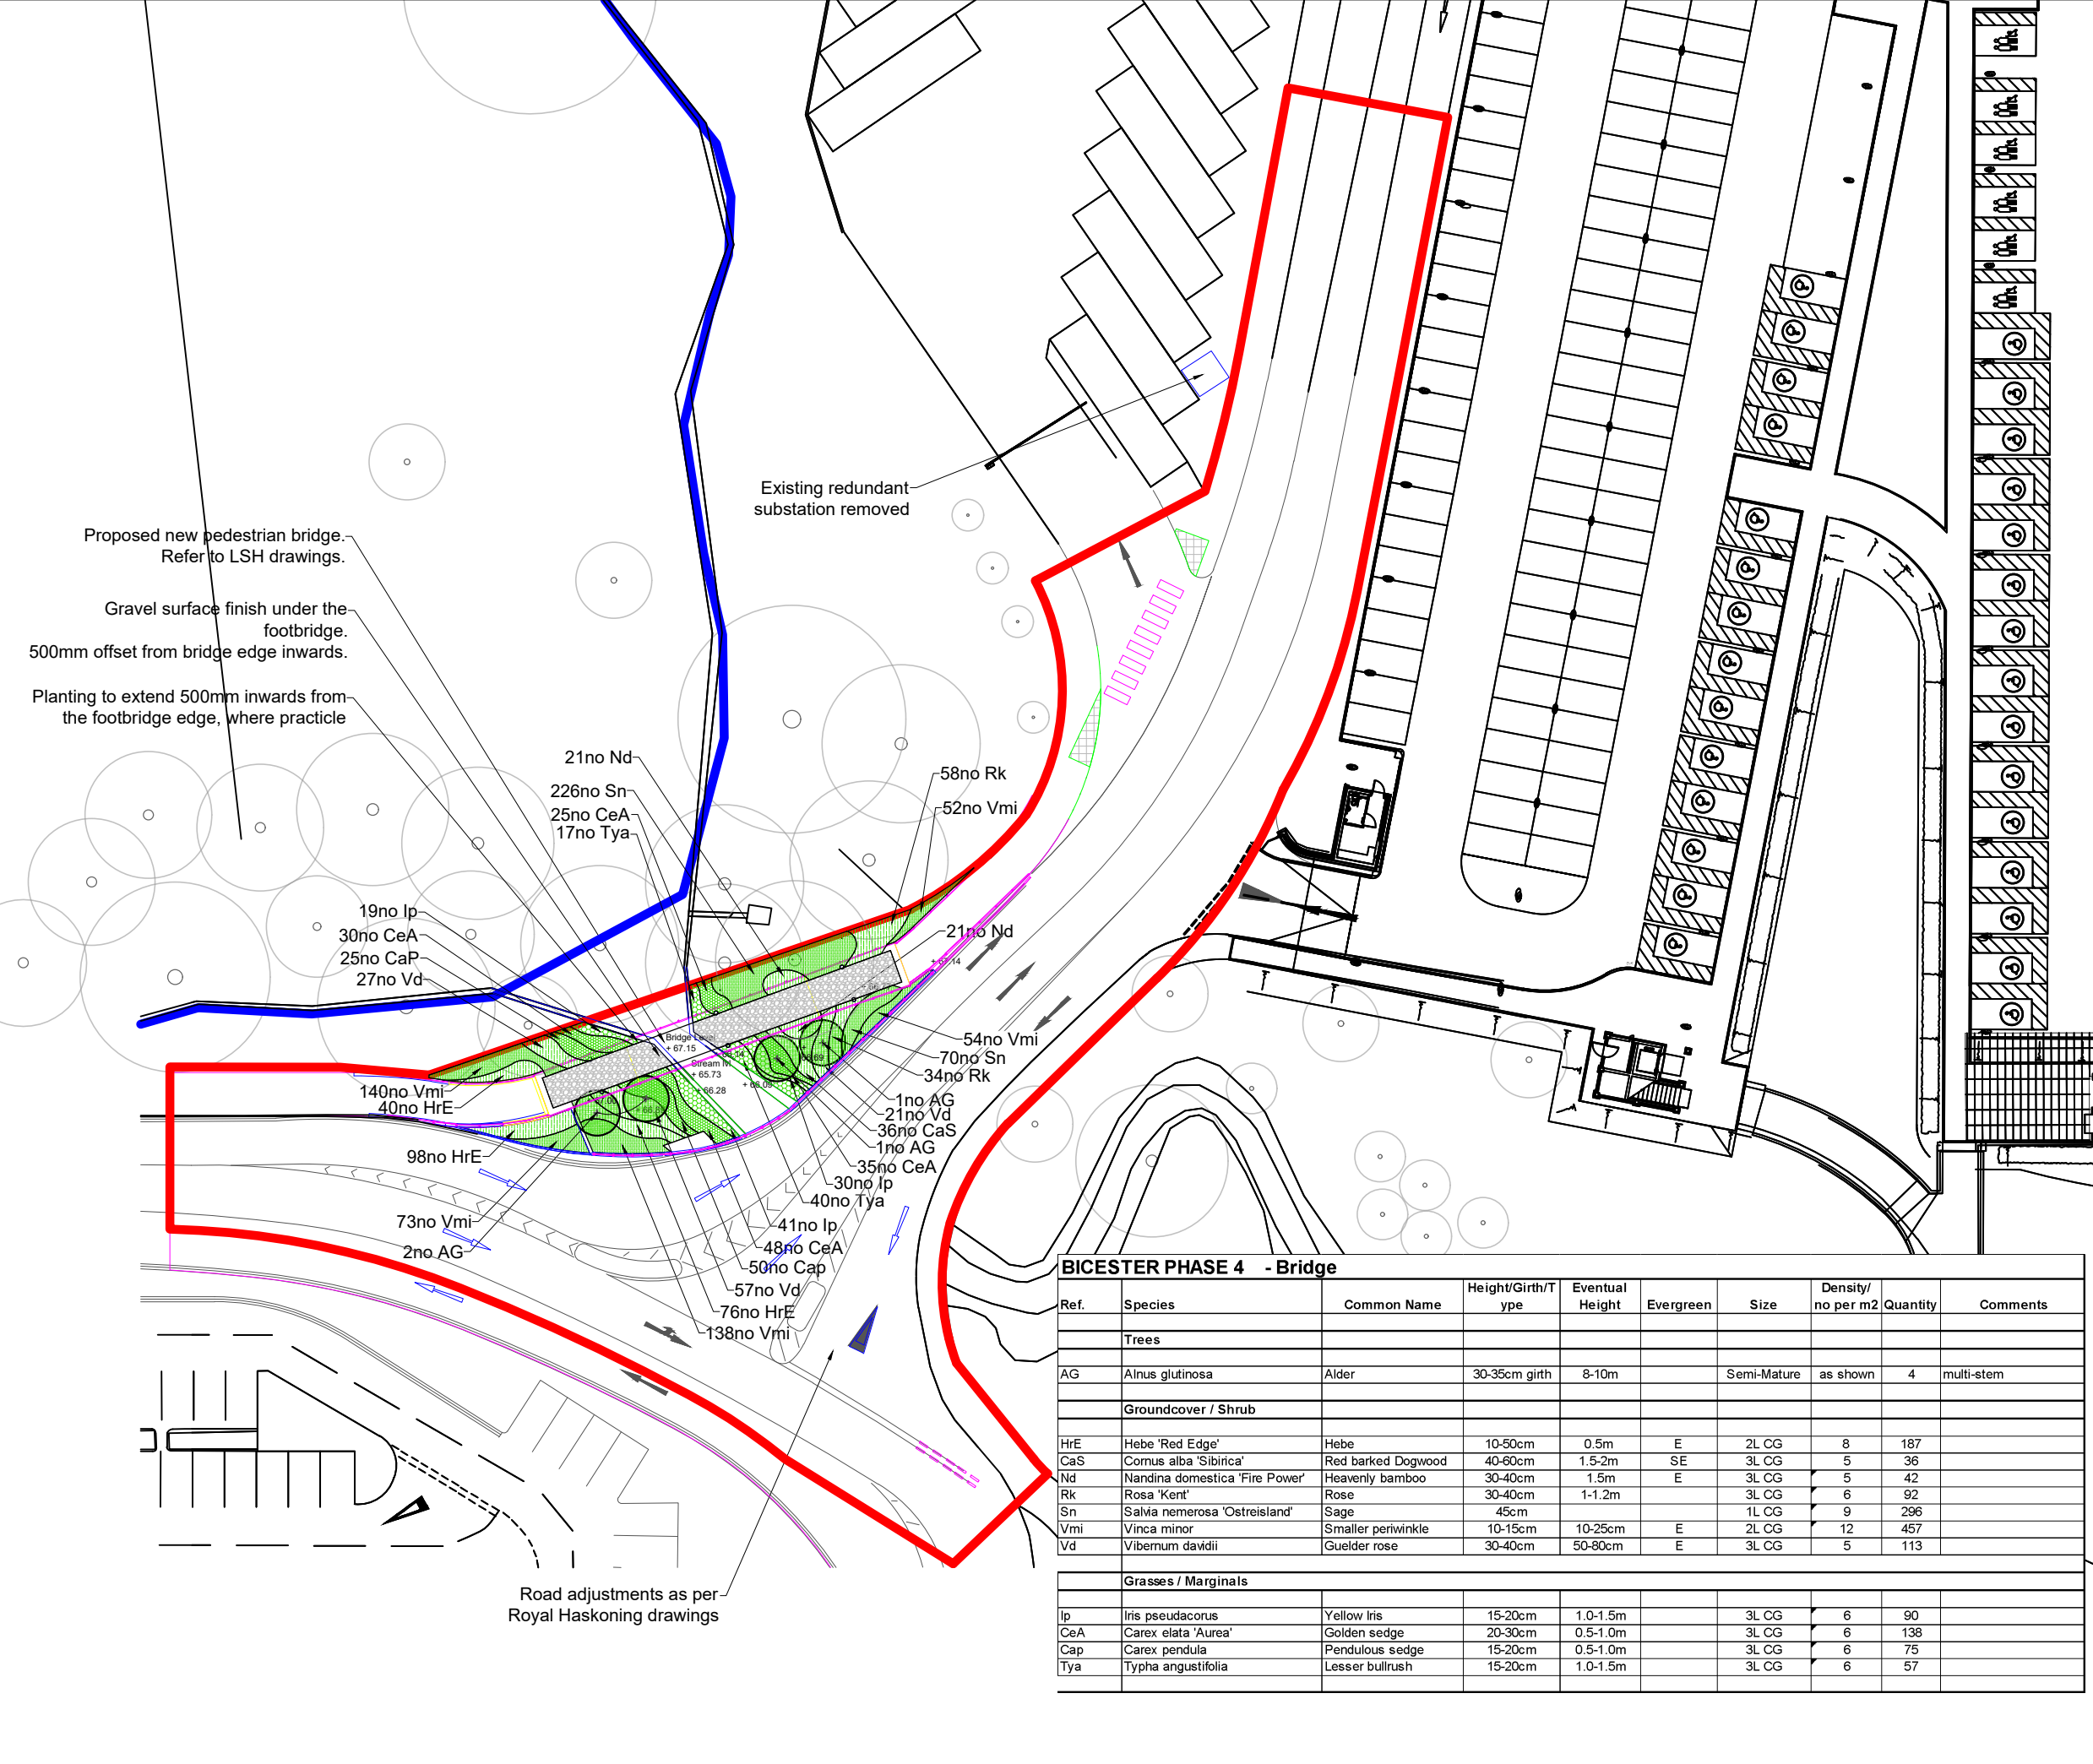 Existing redundant
substation removed
Proposed new pedestrian bridge.
Refer to LSH drawings.
Gravel surface finish under the
footbridge.
500mm offset from bridge edge inwards.
Planting to extend 500mm inwards from
the footbridge edge, where practicle
21no Nd
226no Sn
25no CeA
17no Tya
58no Rk
52no Vmi
19no Ip
30no CeA
25no CaP
27no Vd
21no Nd
Bridge Level
+ 67.15
+ 65.73
66.28
54no Vmi
70no Sn
34no Rk
140no Vmi
40no HrE
1no AG
21no Vd
36no CaS
1no AG
35no CeA
30no Ip
40no Tya
98no HrE
73no Vmi
2no AG
41no Ip
48no CeA
50no Cap
57no Vd
76no HrE
138no Vmi
Road adjustments as per
Royal Haskoning drawings
BICESTER PHASE 4 - Bridge
Ref. Species Common Name Height/Girth/Type Eventual Height Evergreen Size Density/ no per m2 Quantity Comments
Trees
AG Alnus glutinosa Alder 30-35cm girth 8-10m Semi-Mature as shown 4 multi-stem
Groundcover / Shrub
HrE Hebe 'Red Edge' Hebe 10-50cm 0.5m E 2L CG 8 187
CaS Cornus alba 'Sibirica' Red barked Dogwood 40-60cm 1.5-2m SE 3L CG 5 36
Nd Nandina domestica 'Fire Power' Heavenly bamboo 30-40cm 1.5m E 3L CG 5 42
Rk Rosa 'Kent' Rose 30-40cm 1-1.2m 3L CG 6 92
Sn Salvia nemerosa 'Ostreisland' Sage 45cm 1L CG 9 296
Vmi Vinca minor Smaller periwinkle 10-15cm 10-25cm E 2L CG 12 457
Vd Vibernum davidii Guelder rose 30-40cm 50-80cm E 3L CG 5 113
Grasses / Marginals
Ip Iris pseudacorus Yellow Iris 15-20cm 1.0-1.5m 3L CG 6 90
CeA Carex elata 'Aurea' Golden sedge 20-30cm 0.5-1.0m 3L CG 6 138
Cap Carex pendula Pendulous sedge 15-20cm 0.5-1.0m 3L CG 6 75
Tya Typha angustifolia Lesser bullrush 15-20cm 1.0-1.5m 3L CG 6 57